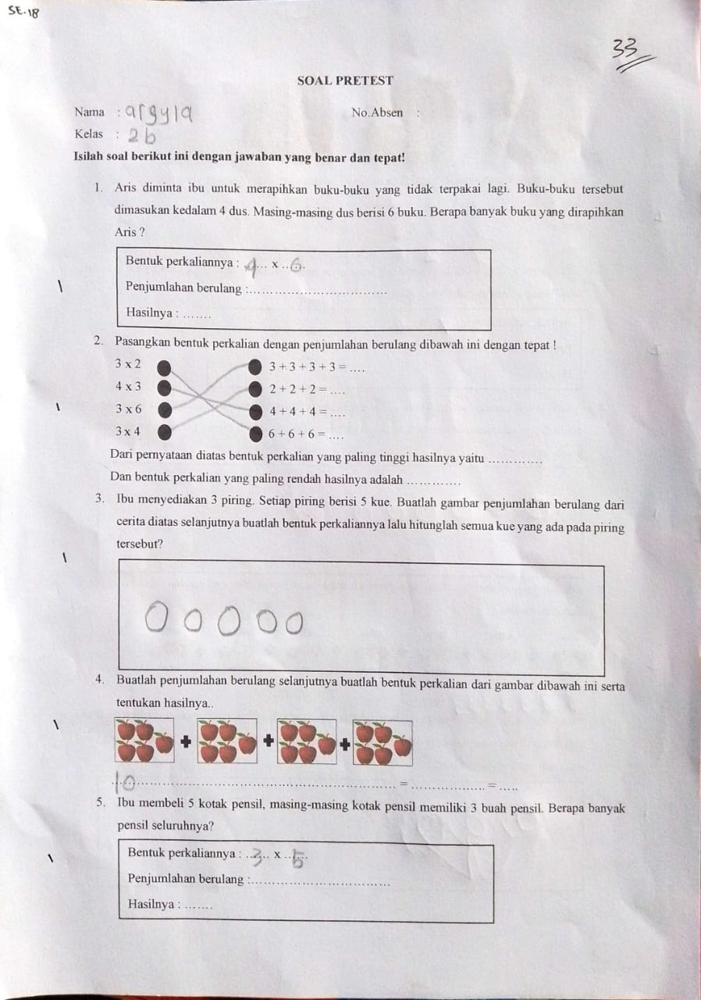 SE.18
33
SOAL PRETEST
Nama : argyla No.Absen :
Kelas : 2b
Isilah soal berikut ini dengan jawaban yang benar dan tepat!
1. Aris diminta ibu untuk merapihkan buku-buku yang tidak terpakai lagi. Buku-buku tersebut
dimasukan kedalam 4 dus. Masing-masing dus berisi 6 buku. Berapa banyak buku yang dirapihkan
Aris ?
Bentuk perkaliannya : 4 x 6
1 Penjumlahan berulang :................................
Hasilnya : .......
2. Pasangkan bentuk perkalian dengan penjumlahan berulang dibawah ini dengan tepat !
3 x 2 3 + 3 + 3 + 3 = ....
4 x 3 2 + 2 + 2 = ....
1 3 x 6 4 + 4 + 4 = ....
3 x 4 6 + 6 + 6 = ....
Dari pernyataan diatas bentuk perkalian yang paling tinggi hasilnya yaitu .............
Dan bentuk perkalian yang paling rendah hasilnya adalah .............
3. Ibu menyediakan 3 piring. Setiap piring berisi 5 kue. Buatlah gambar penjumlahan berulang dari
cerita diatas selanjutnya buatlah bentuk perkaliannya lalu hitunglah semua kue yang ada pada piring
tersebut?
1
4. Buatlah penjumlahan berulang selanjutnya buatlah bentuk perkalian dari gambar dibawah ini serta
tentukan hasilnya..
1 + + +
10............................................................ = .................. = .....
5. Ibu membeli 5 kotak pensil, masing-masing kotak pensil memiliki 3 buah pensil. Berapa banyak
pensil seluruhnya?
1 Bentuk perkaliannya : 3 x 5
Penjumlahan berulang :................................
Hasilnya : .......